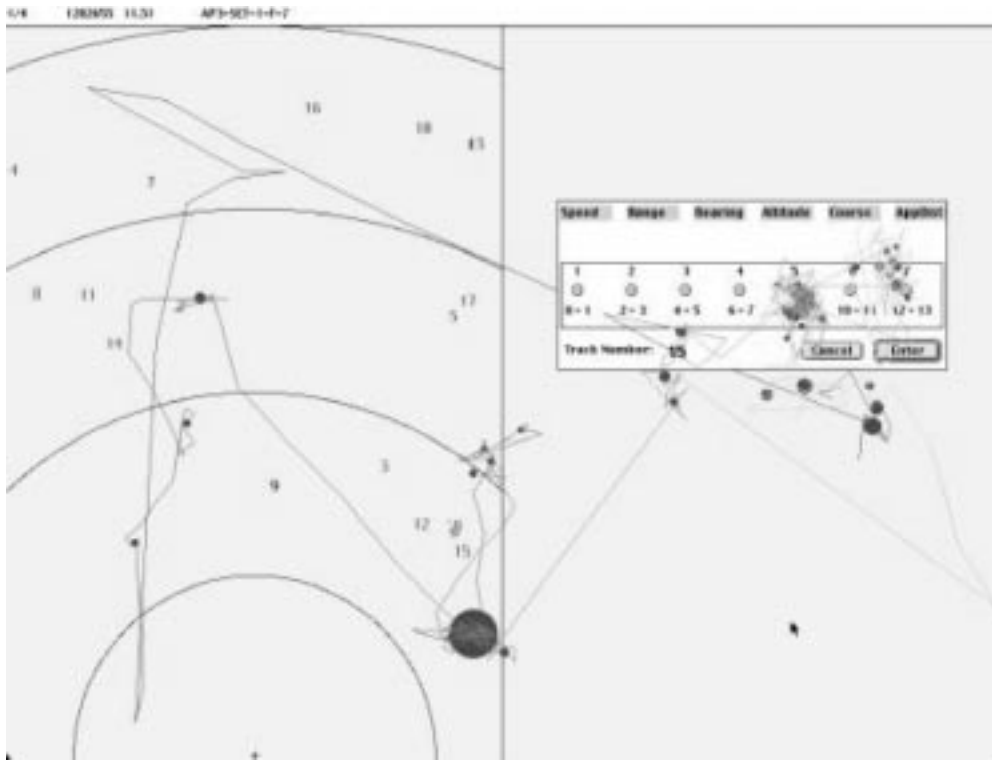 16
18
7
Speed Range Bearing Altitude Course AppDist
1 2 3 4 5 6 7
0 - 1 2 - 3 4 - 5 6 - 7 10 - 11 12 - 13
8 11 17
5
14
Track Number: 15 Cancel Enter
3
9
12
15